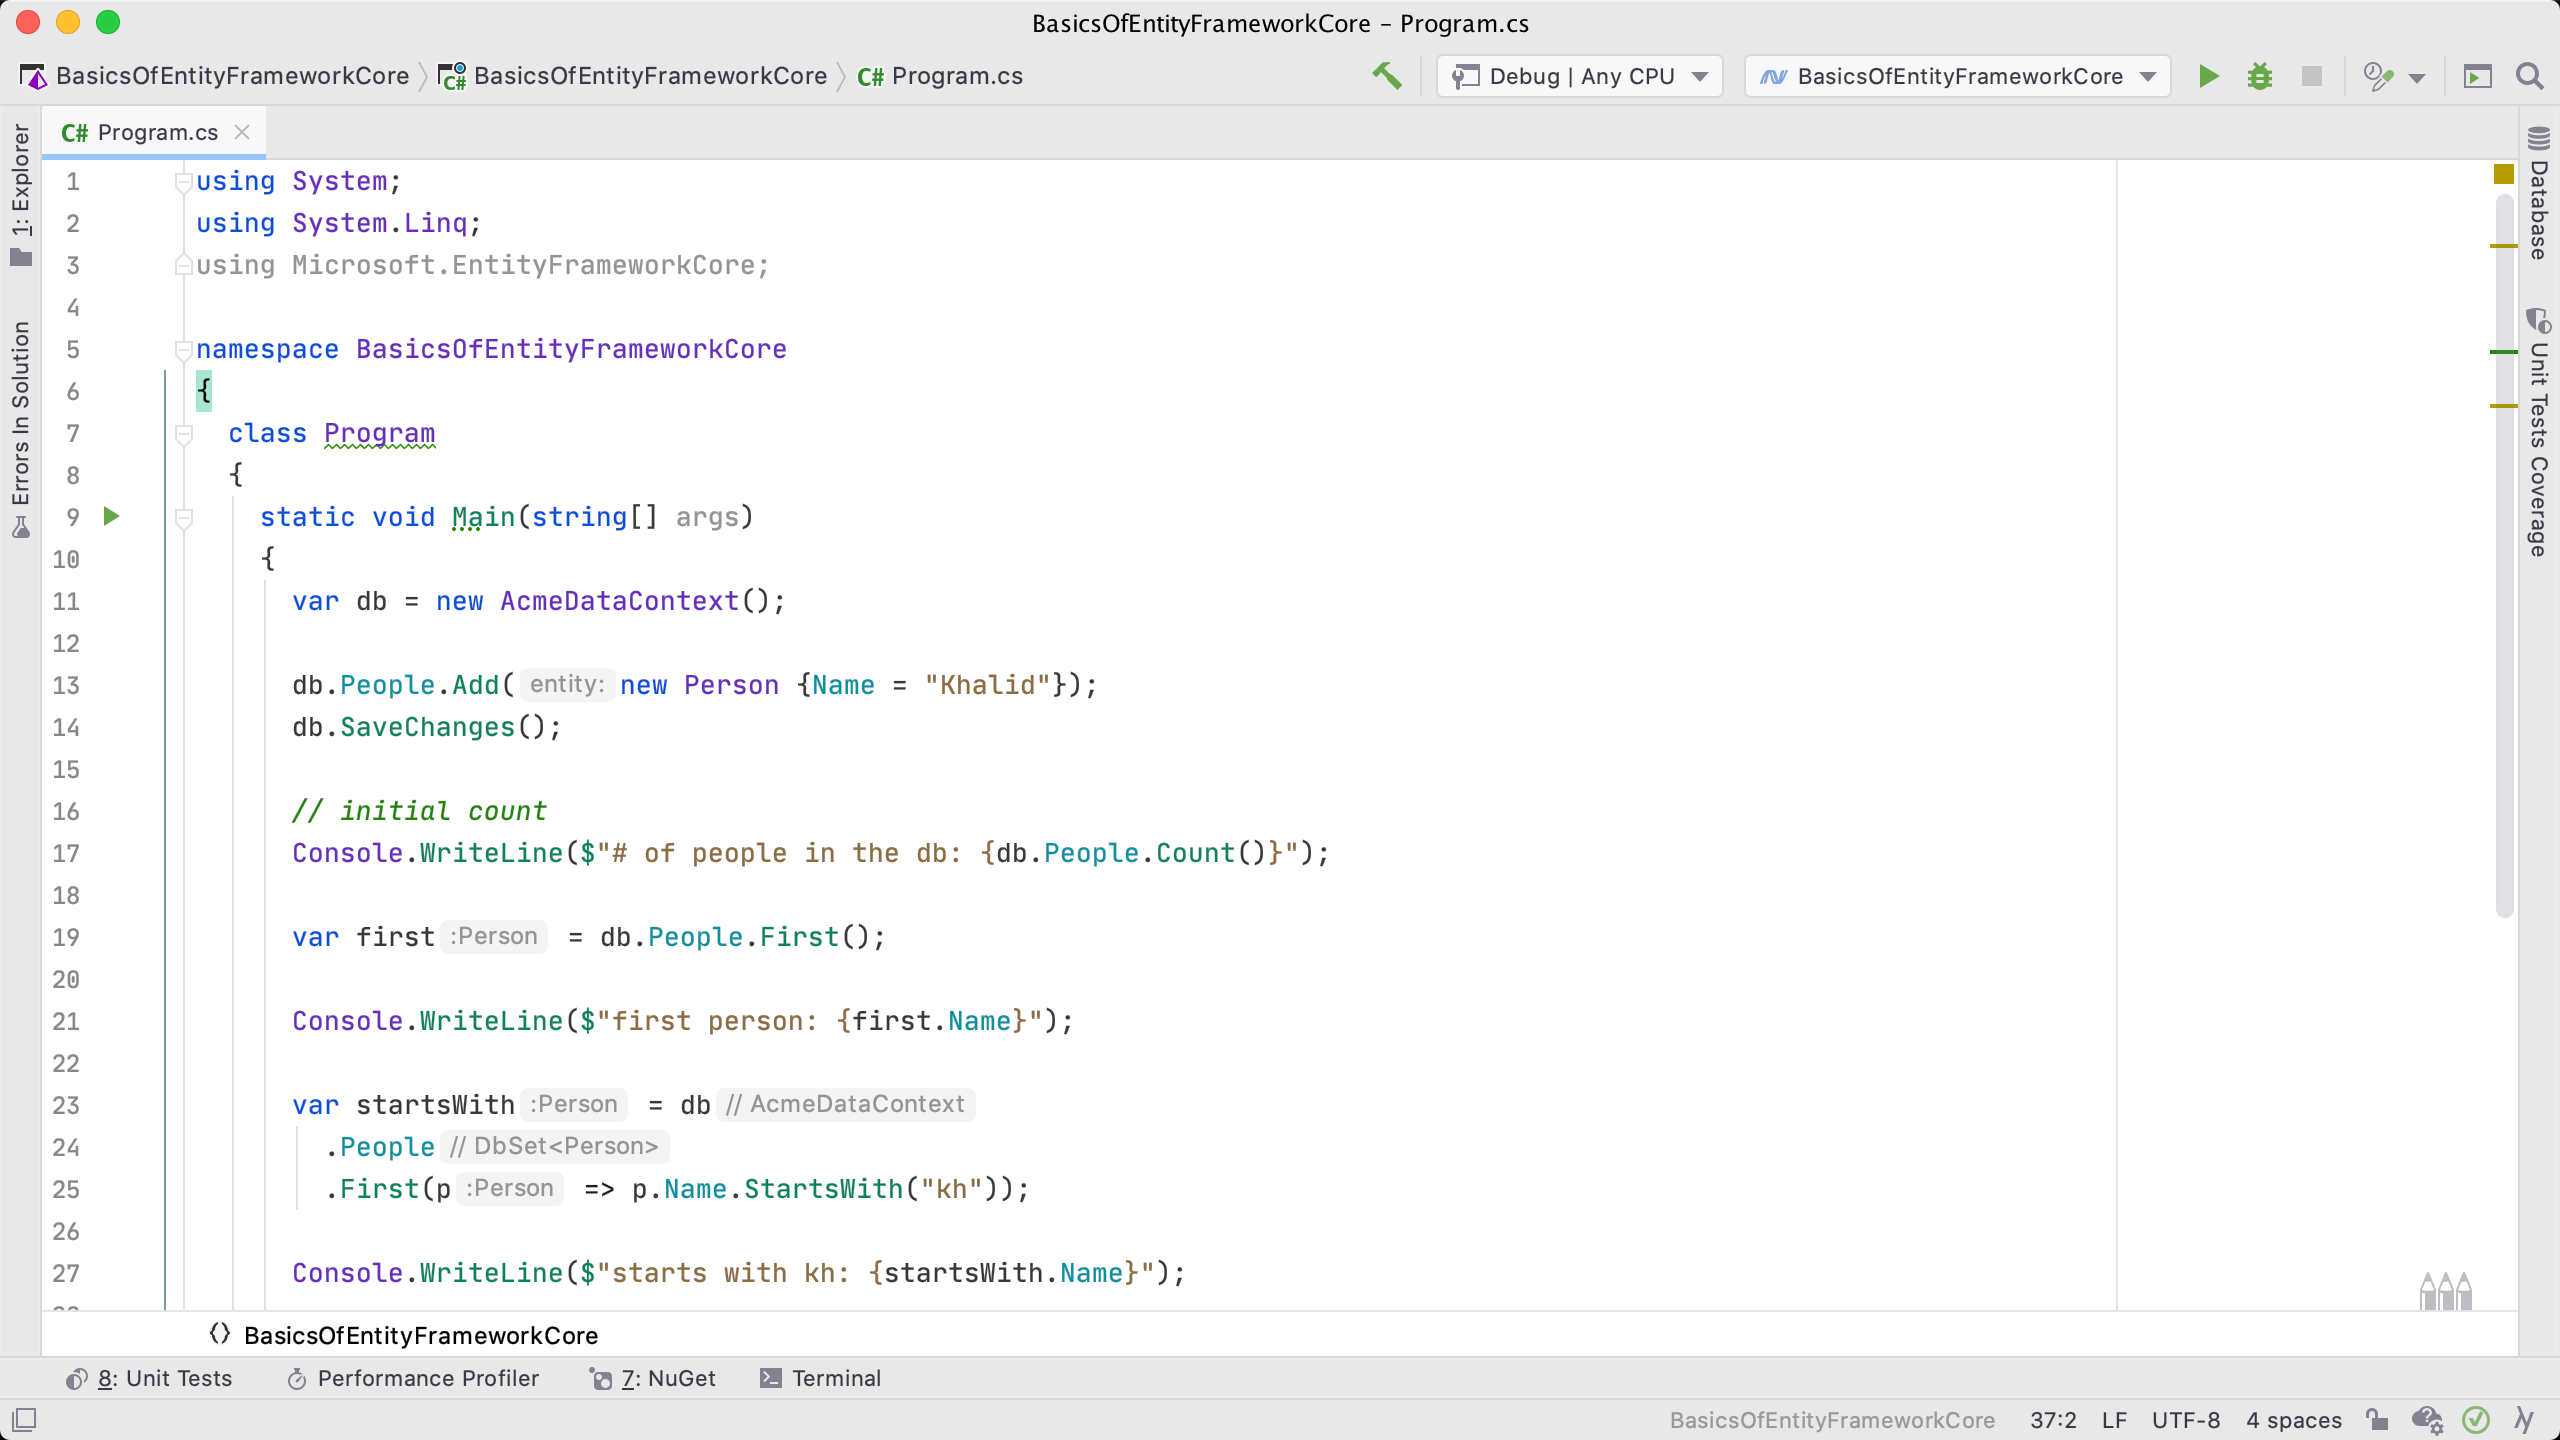 BasicsOfEntityFrameworkCore – Program.cs
BasicsOfEntityFrameworkCore BasicsOfEntityFrameworkCore C# Program.cs Debug | Any CPU BasicsOfEntityFrameworkCore
C# Program.cs
1: Explorer
Errors In Solution
Database
Unit Tests Coverage
1 using System;
2 using System.Linq;
3 using Microsoft.EntityFrameworkCore;
4
5 namespace BasicsOfEntityFrameworkCore
6 {
7 class Program
8 {
9 static void Main(string[] args)
10 {
11 var db = new AcmeDataContext();
12
13 db.People.Add( entity: new Person {Name = "Khalid"});
14 db.SaveChanges();
15
16 // initial count
17 Console.WriteLine($"# of people in the db: {db.People.Count()}");
18
19 var first :Person = db.People.First();
20
21 Console.WriteLine($"first person: {first.Name}");
22
23 var startsWith :Person = db // AcmeDataContext
24 .People // DbSet<Person>
25 .First(p :Person => p.Name.StartsWith("kh"));
26
27 Console.WriteLine($"starts with kh: {startsWith.Name}");
BasicsOfEntityFrameworkCore
8: Unit Tests Performance Profiler 7: NuGet Terminal
BasicsOfEntityFrameworkCore 37:2 LF UTF-8 4 spaces